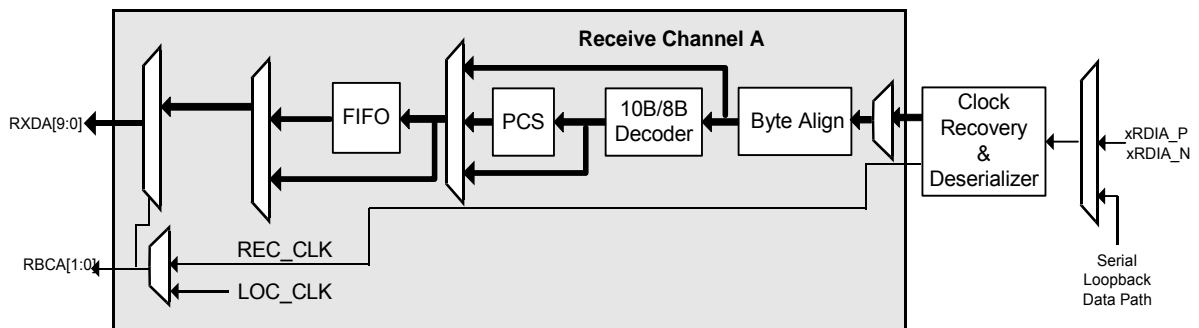 Receive Channel A
RXDA[9:0]
FIFO
PCS
10B/8B
Decoder
Byte Align
Clock
Recovery
&
Deserializer
xRDIA_P
xRDIA_N
RBCA[1:0]
REC_CLK
LOC_CLK
Serial
Loopback
Data Path